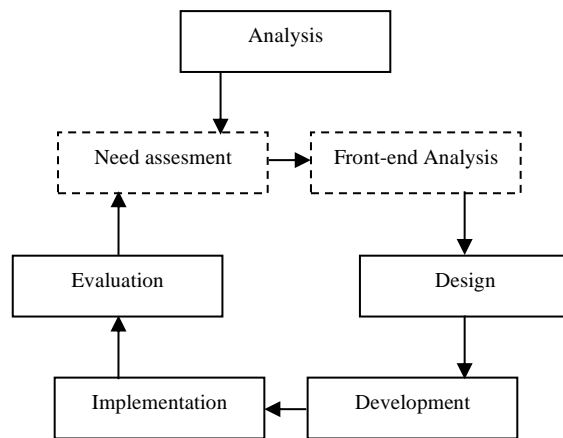 Analysis
Need assesment
Front-end Analysis
Evaluation
Design
Implementation
Development